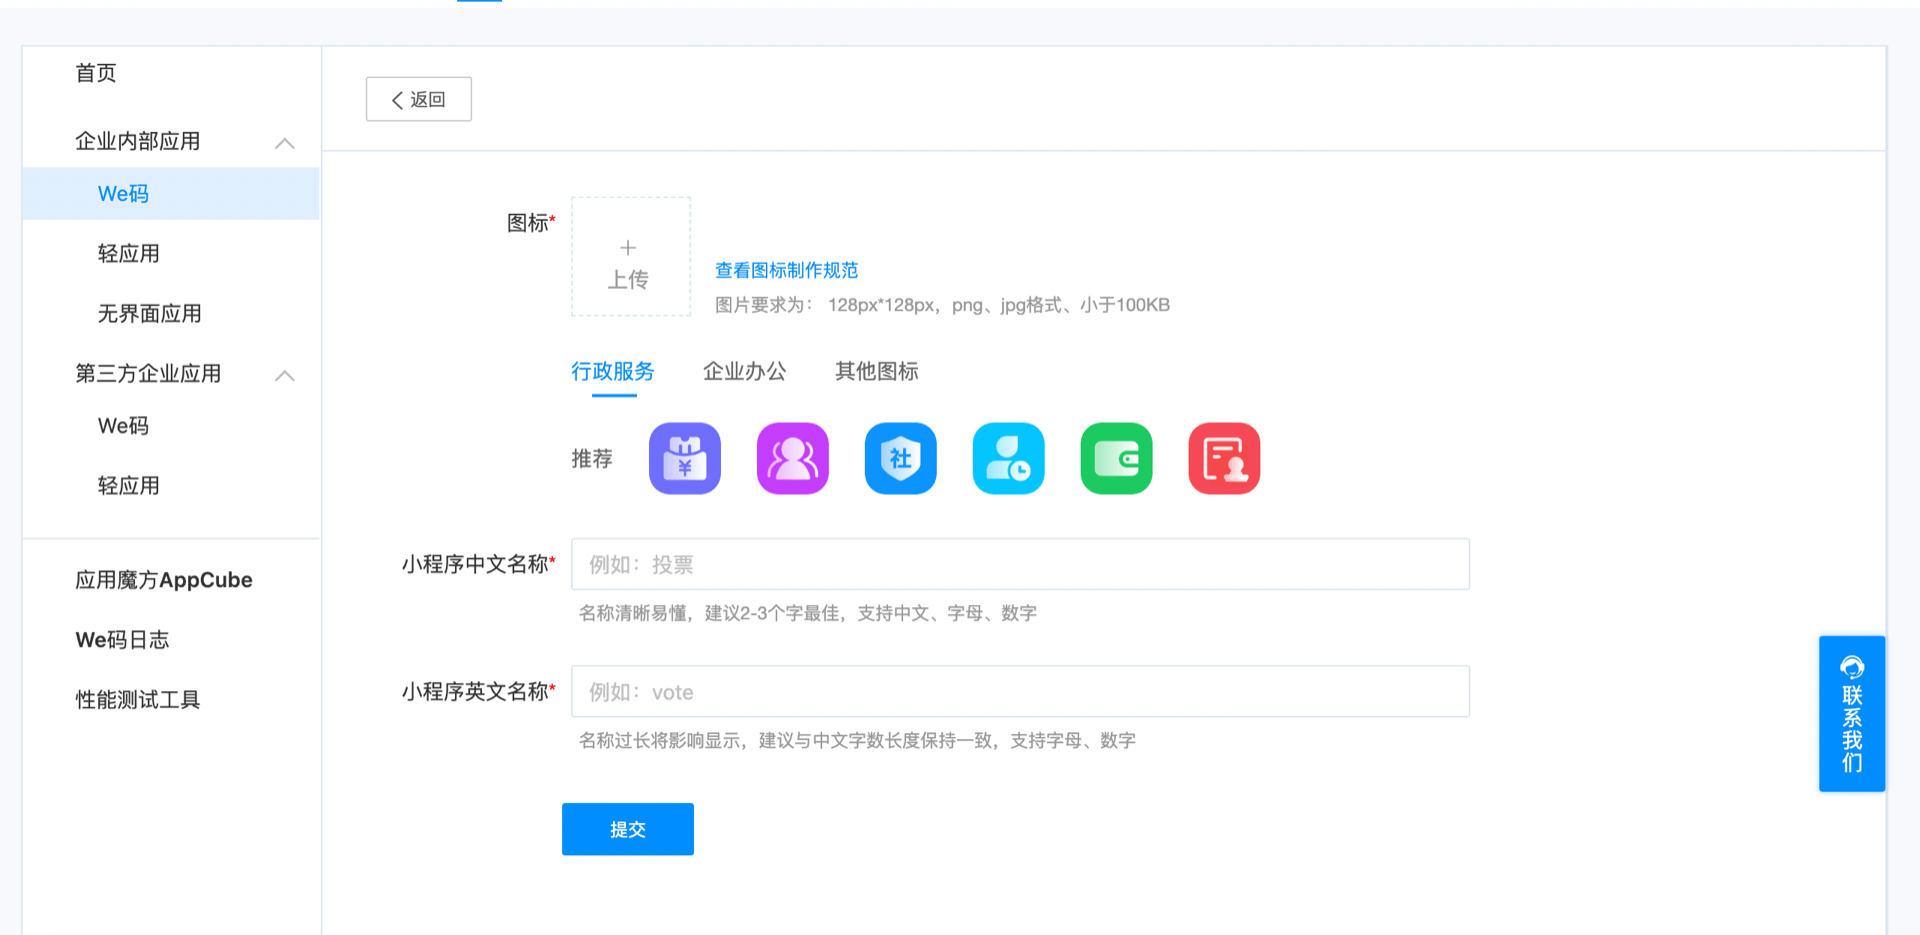 首页
企业内部应用
We码
轻应用
无界面应用
第三方企业应用
We码
轻应用
应用魔方AppCube
We码日志
性能测试工具
返回
图标*
上传
查看图标制作规范
图片要求为： 128px*128px，png、jpg格式、小于100KB
行政服务 企业办公 其他图标
推荐
¥
社
小程序中文名称*
例如：投票
名称清晰易懂，建议2-3个字最佳，支持中文、字母、数字
小程序英文名称*
例如：vote
名称过长将影响显示，建议与中文字数长度保持一致，支持字母、数字
提交
联系我们